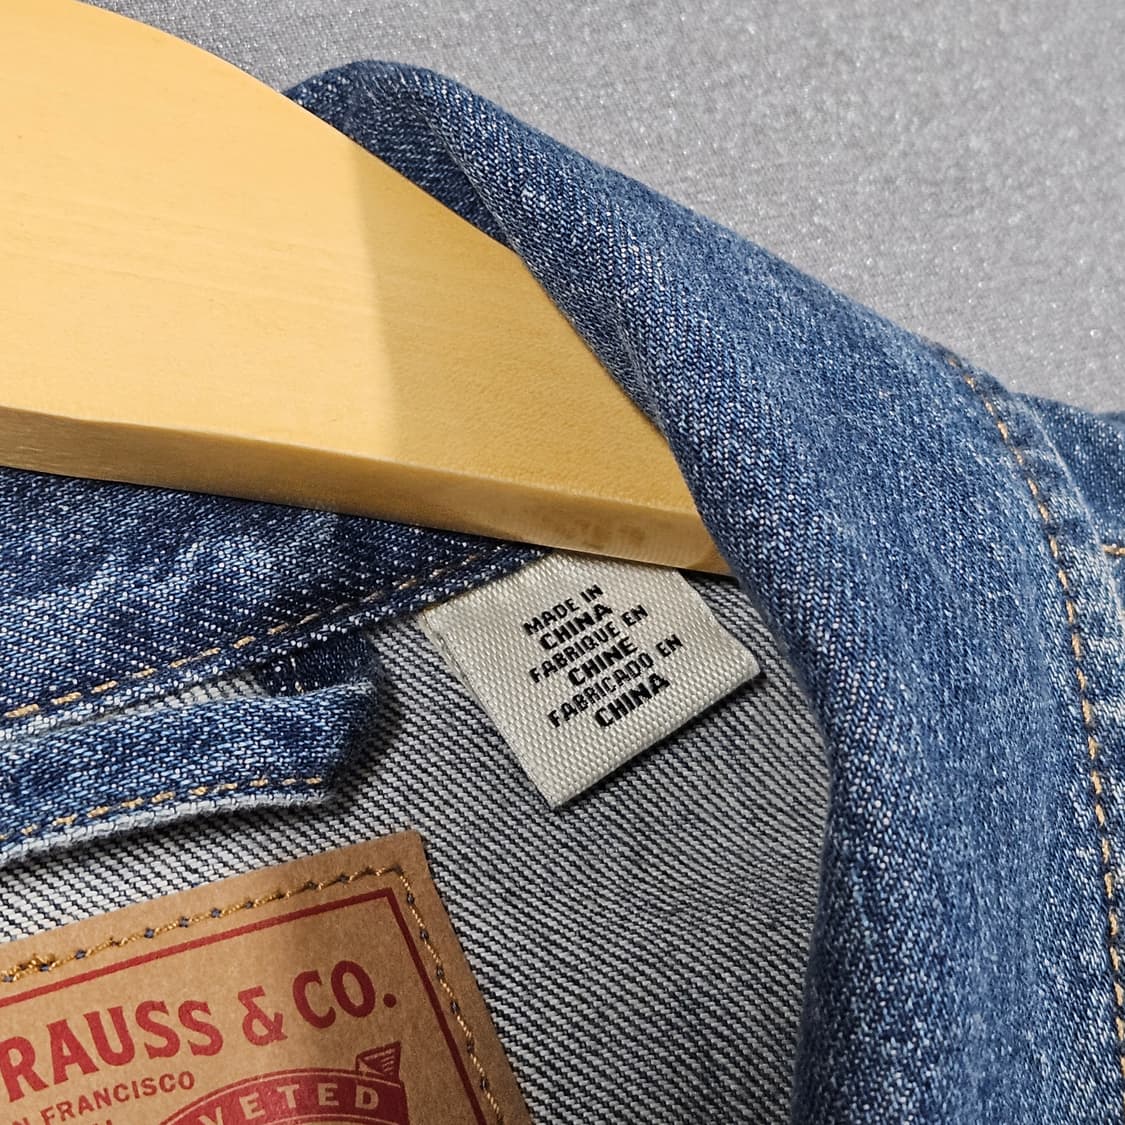 MADE IN
CHINA
FABRIQUE EN
CHINE
FABRICADO EN
CHINA
RAUSS & CO.
N FRANCISCO
VETED